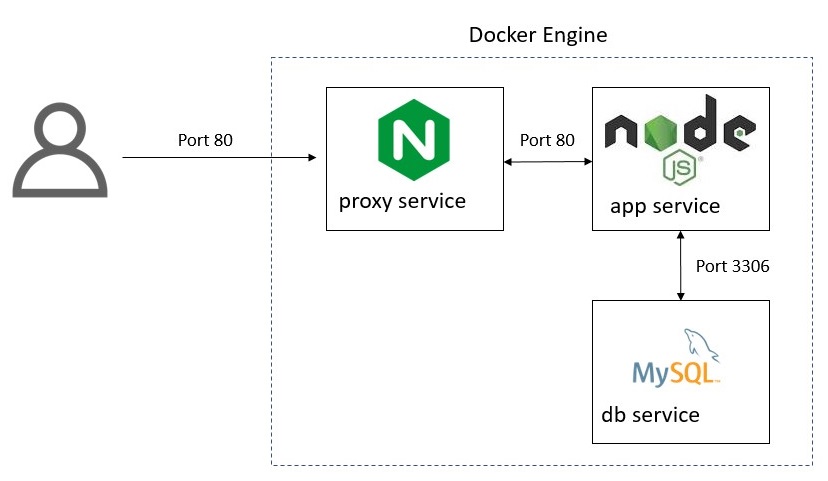 Docker Engine
Port 80
N
proxy service
Port 80
node
JS
app service
Port 3306
MySQL
db service